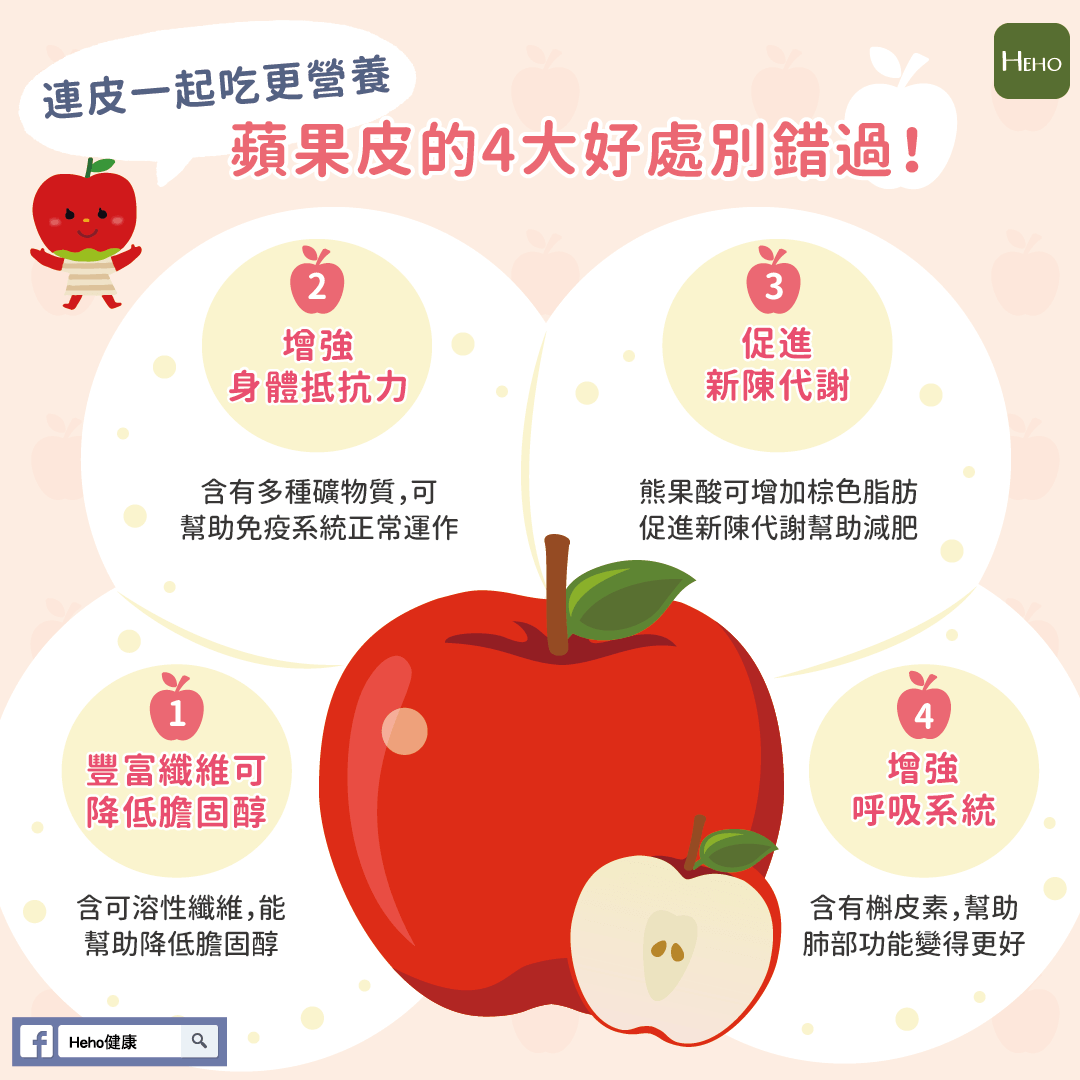 連皮一起吃更營養
HEHO
蘋果皮的4大好處別錯過!
2
增強
身體抵抗力
含有多種礦物質,可
幫助免疫系統正常運作
3
促進
新陳代謝
熊果酸可增加棕色脂肪
促進新陳代謝幫助減肥
1
豐富纖維可
降低膽固醇
含可溶性纖維,能
幫助降低膽固醇
4
增強
呼吸系統
含有槲皮素,幫助
肺部功能變得更好
f
Heho健康